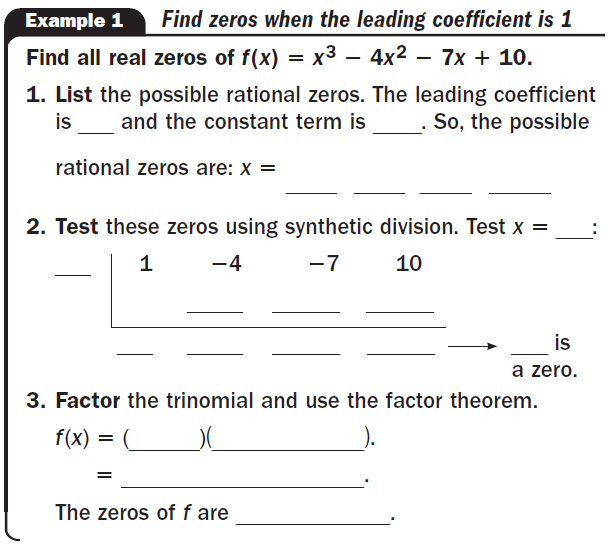 Example 1 Find zeros when the leading coefficient is 1
Find all real zeros of f(x) = x³ − 4x² − 7x + 10.
1. List the possible rational zeros. The leading coefficient
is ___ and the constant term is ____. So, the possible
rational zeros are: x = ____ ____ ____ ____
2. Test these zeros using synthetic division. Test x = ___:
___ 1 −4 −7 10
____ ____ ____
___ ____ ____ ____ → ___ is
a zero.
3. Factor the trinomial and use the factor theorem.
f(x) = (______)(____________).
= ____________________.
The zeros of f are ____________.